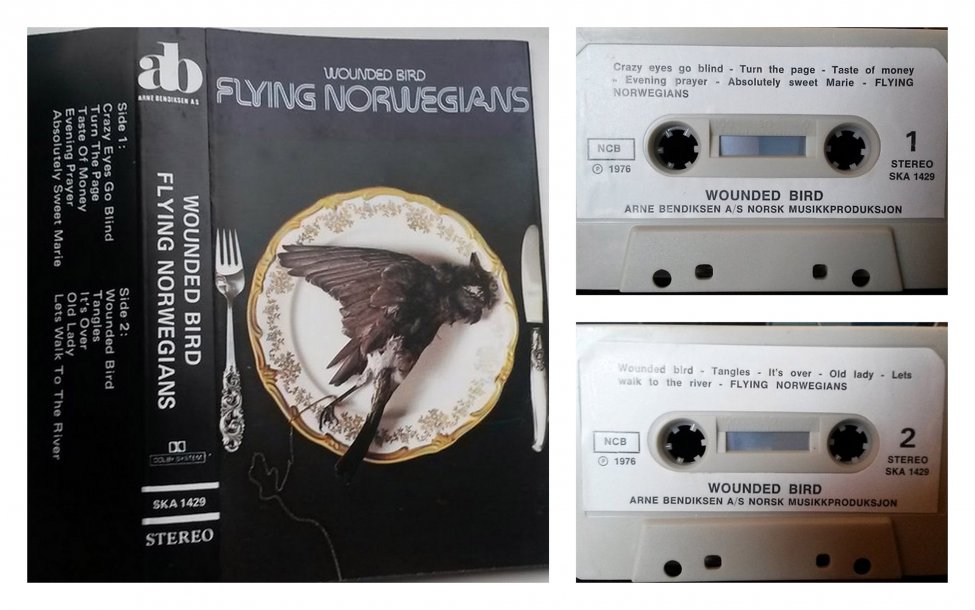 ab
ARNE BENDIKSEN A/S
Side 1:
Crazy Eyes Go Blind
Turn The Page
Taste Of Money
Evening Prayer
Absolutely Sweet Marie
Side 2:
Wounded Bird
Tangles
It's Over
Old Lady
Lets Walk To The River
WOUNDED BIRD
FLYING NORWEGIANS
DOLBY SYSTEM
SKA 1429
STEREO
WOUNDED BIRD
FLYING NORWEGIANS
Crazy eyes go blind - Turn the page - Taste of money
- Evening prayer - Absolutely sweet Marie - FLYING
NORWEGIANS
NCB
Ⓟ 1976
1
STEREO
SKA 1429
WOUNDED BIRD
ARNE BENDIKSEN A/S NORSK MUSIKKPRODUKSJON
Wounded bird - Tangles - It's over - Old lady - Lets
walk to the river - FLYING NORWEGIANS
NCB
Ⓟ 1976
2
STEREO
SKA 1429
WOUNDED BIRD
ARNE BENDIKSEN A/S NORSK MUSIKKPRODUKSJON